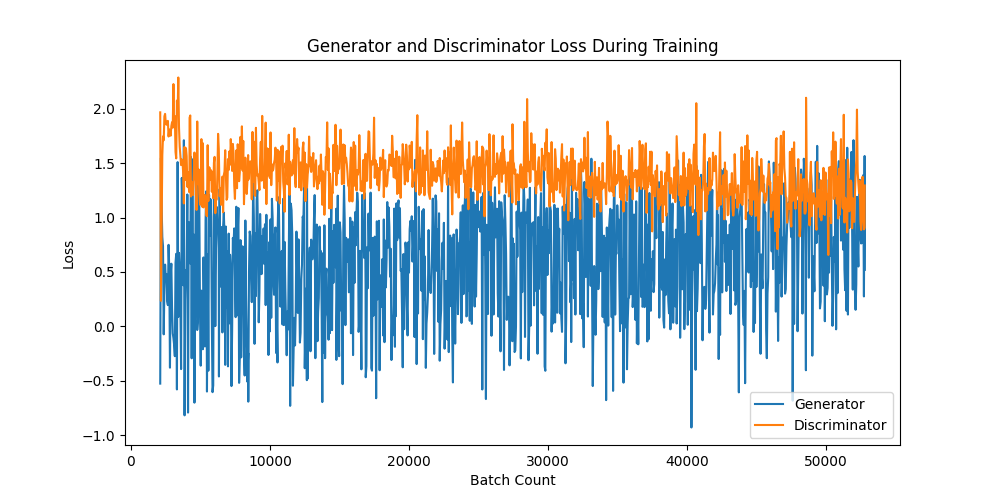 Generator and Discriminator Loss During Training
Loss
2.0
1.5
1.0
0.5
0.0
−0.5
−1.0
0 10000 20000 30000 40000 50000
Batch Count
Generator
Discriminator